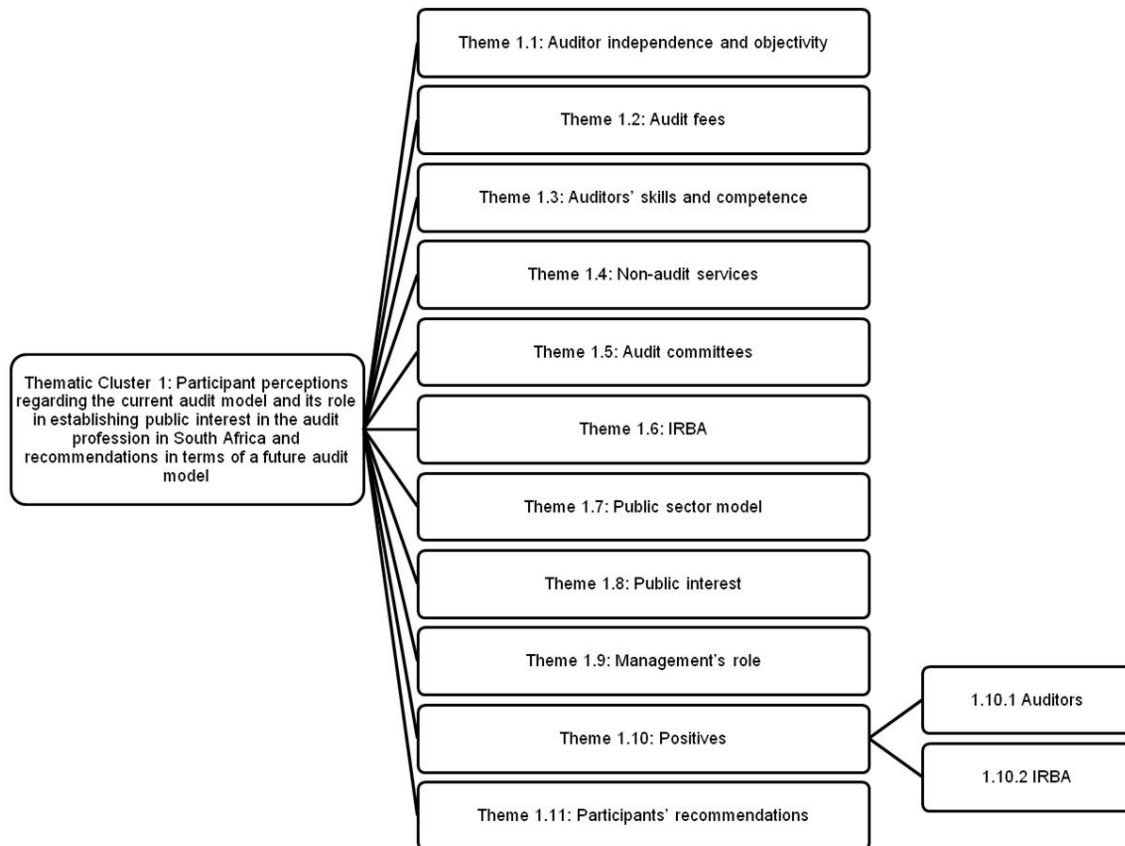 Theme 1.1: Auditor independence and objectivity
Theme 1.2: Audit fees
Theme 1.3: Auditors' skills and competence
Theme 1.4: Non-audit services
Theme 1.5: Audit committees
Thematic Cluster 1: Participant perceptions
regarding the current audit model and its role
in establishing public interest in the audit
profession in South Africa and
recommendations in terms of a future audit
model
Theme 1.6: IRBA
Theme 1.7: Public sector model
Theme 1.8: Public interest
Theme 1.9: Management's role
Theme 1.10: Positives
1.10.1 Auditors
1.10.2 IRBA
Theme 1.11: Participants' recommendations